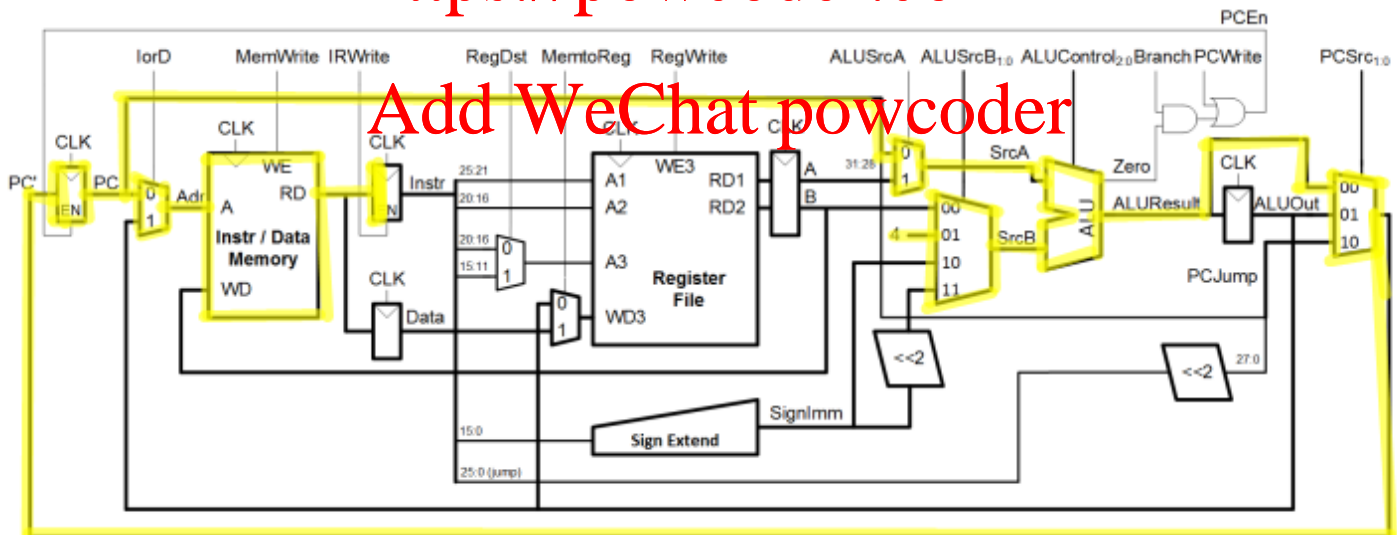 PCEn
IorD MemWrite IRWrite RegDst MemtoReg RegWrite ALUSrcA ALUSrcB1:0 ALUControl2:0 Branch PCWrite PCSrc1:0
Add WeChat powcoder
CLK CLK CLK CLK CLK
CLK CLK
PC' PC EN 0 1 Adr
WE
A RD
Instr / Data
Memory
WD
EN Instr
CLK
Data
25:21
20:16
20:16 0
15:11 1
0
1
WE3
A1 RD1
A2 RD2
A3
Register
File
WD3
A
B
31:28
0
1
SrcA
00
4 01
10
11
SrcB
ALU
Zero
ALUResult
ALUOut
00
01
10
PCJump
<<2
<<2
27:0
SignImm
15:0
Sign Extend
25:0 (jump)